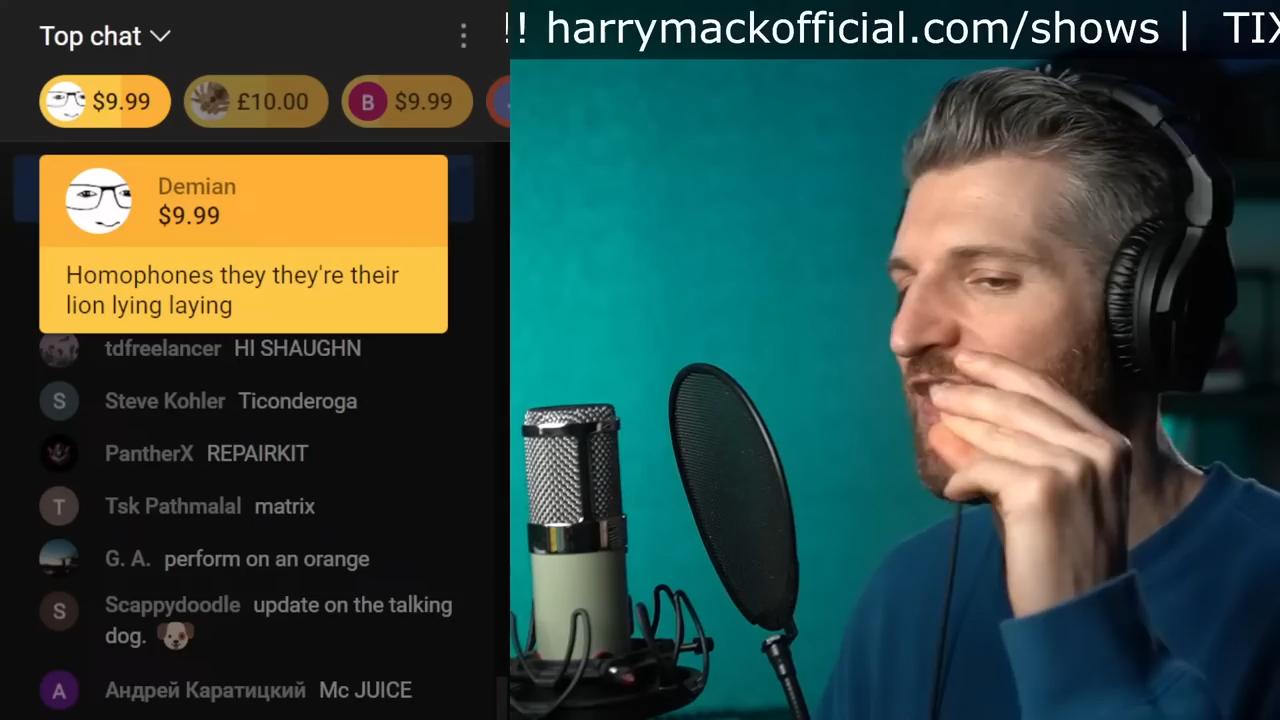 Top chat
!! harrymackofficial.com/shows | TIX
$9.99
£10.00
B $9.99
Demian
$9.99
Homophones they they're their
lion lying laying
tdfreelancer HI SHAUGHN
S Steve Kohler Ticonderoga
PantherX REPAIRKIT
T Tsk Pathmalal matrix
G. A. perform on an orange
S Scappydoodle update on the talking
dog.
А Андрей Каратицкий Mc JUICE